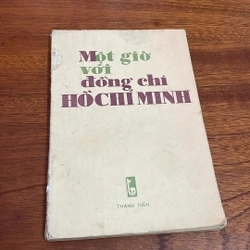 Một giờ
với
đồng chí
HỒ CHÍ MINH
THANH NIÊN